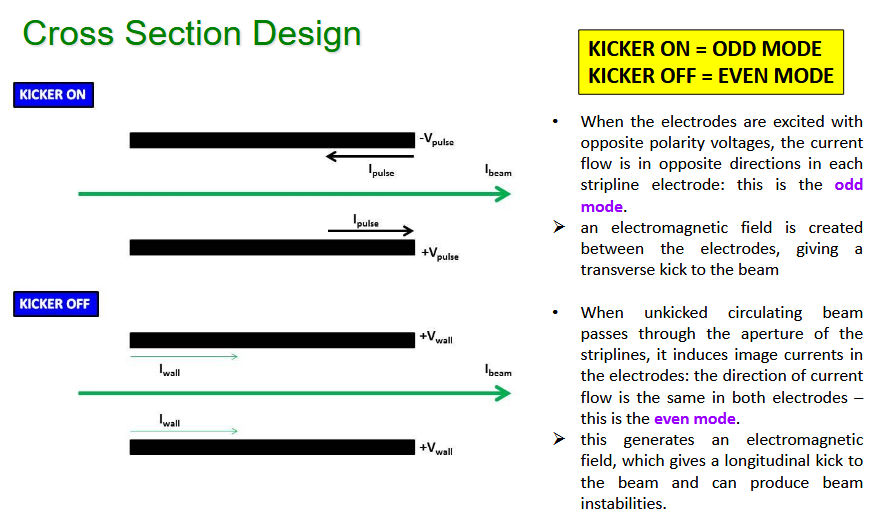 Cross Section Design
KICKER ON = ODD MODE
KICKER OFF = EVEN MODE
KICKER ON
-Vpulse
Ipulse
Ibeam
Ipulse
+Vpulse
KICKER OFF
+Vwall
Iwall
Ibeam
Iwall
+Vwall
• When the electrodes are excited with
opposite polarity voltages, the current
flow is in opposite directions in each
stripline electrode: this is the odd
mode.
➢ an electromagnetic field is created
between the electrodes, giving a
transverse kick to the beam
• When unkicked circulating beam
passes through the aperture of the
striplines, it induces image currents in
the electrodes: the direction of current
flow is the same in both electrodes –
this is the even mode.
➢ this generates an electromagnetic
field, which gives a longitudinal kick to
the beam and can produce beam
instabilities.